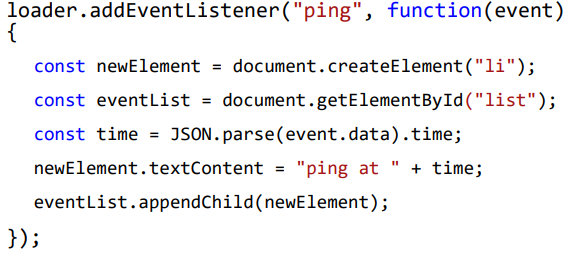 loader.addEventListener("ping", function(event)
{
const newElement = document.createElement("li");
const eventList = document.getElementById("list");
const time = JSON.parse(event.data).time;
newElement.textContent = "ping at " + time;
eventList.appendChild(newElement);
});